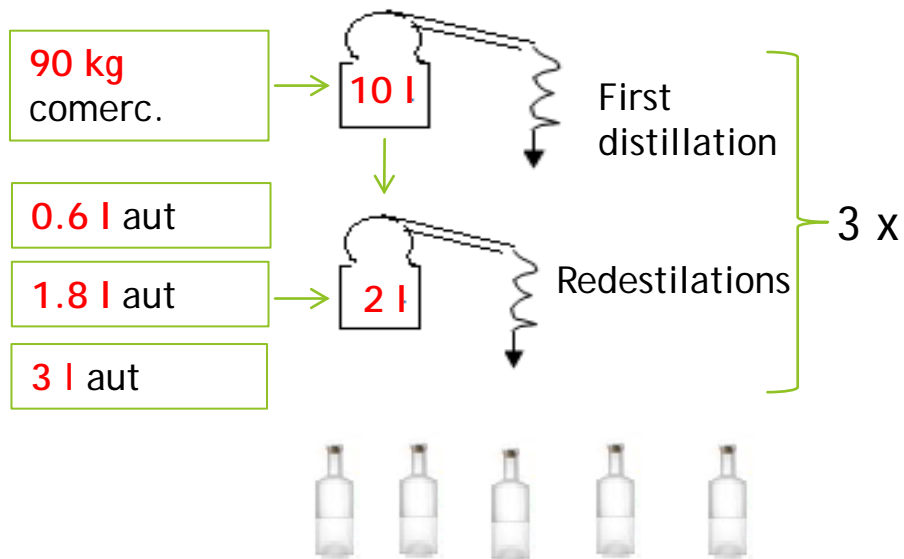 90 kg
comerc.
10 l
First
distillation
0.6 l aut
1.8 l aut
3 l aut
2 l
Redestilations
3 x